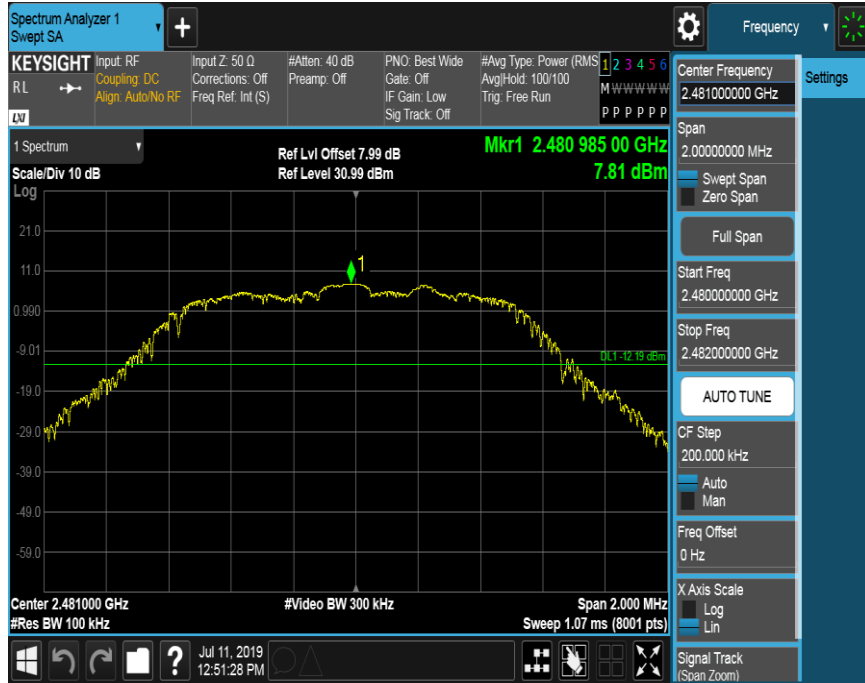 Spectrum Analyzer 1
Swept SA
+
Frequency
KEYSIGHT
RL
LXI
Input: RF
Coupling: DC
Align: Auto/No RF
Input Z: 50 Ω
Corrections: Off
Freq Ref: Int (S)
#Atten: 40 dB
Preamp: Off
PNO: Best Wide
Gate: Off
IF Gain: Low
Sig Track: Off
#Avg Type: Power (RMS
Avg|Hold: 100/100
Trig: Free Run
1 2 3 4 5 6
M W W W W W
P P P P P P
1 Spectrum
Scale/Div 10 dB
Log
Ref Lvl Offset 7.99 dB
Ref Level 30.99 dBm
Mkr1 2.480 985 00 GHz
7.81 dBm
21.0
11.0
0.990
-9.01
-19.0
-29.0
-39.0
-49.0
-59.0
1
DL1 -12.19 dBm
Center 2.481000 GHz
#Res BW 100 kHz
#Video BW 300 kHz
Span 2.000 MHz
Sweep 1.07 ms (8001 pts)
?
Jul 11, 2019
12:51:28 PM
Center Frequency
2.481000000 GHz
Span
2.00000000 MHz
Swept Span
Zero Span
Full Span
Start Freq
2.480000000 GHz
Stop Freq
2.482000000 GHz
AUTO TUNE
CF Step
200.000 kHz
Auto
Man
Freq Offset
0 Hz
X Axis Scale
Log
Lin
Signal Track
(Span Zoom)
Settings